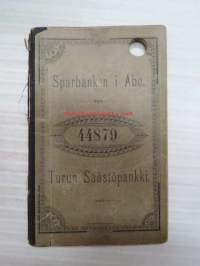 Sparbanken i Åbo.
44879
Turun Säästöpankki.